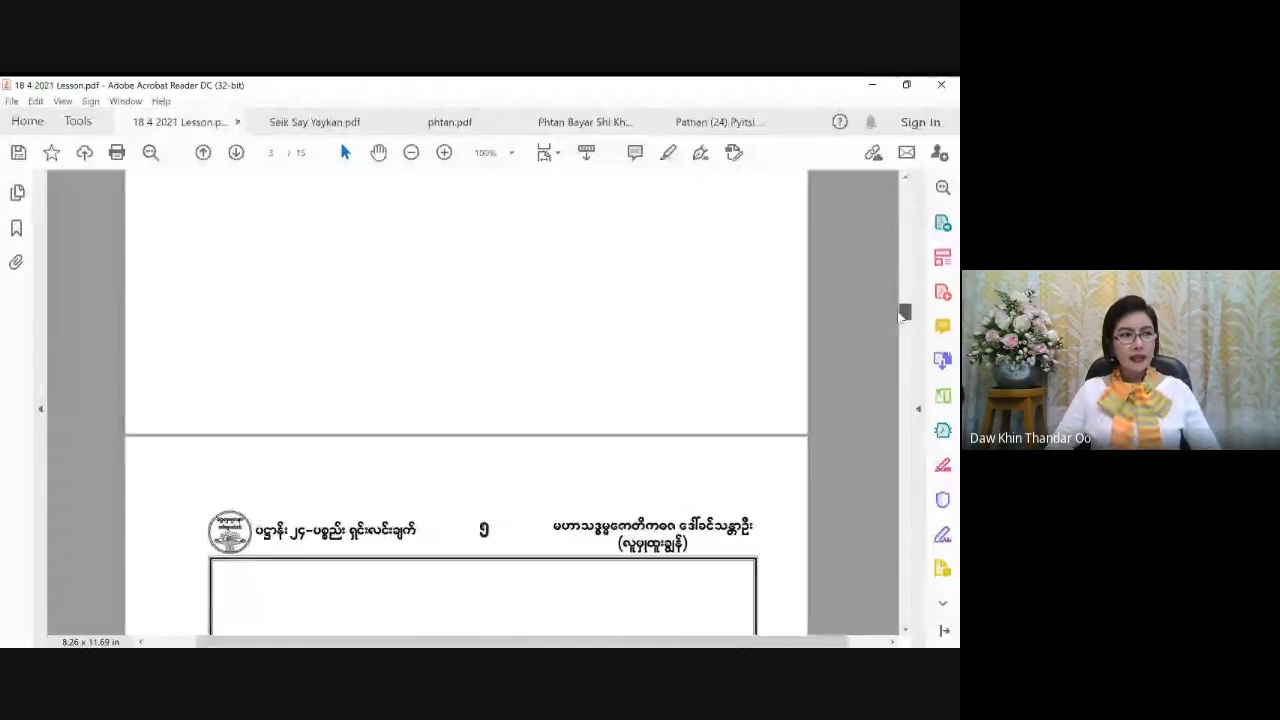 18 4 2021 Lesson.pdf - Adobe Acrobat Reader DC (32-bit)
File Edit View Sign Window Help
Home Tools 18 4 2021 Lesson.p... × Seik Say Yaykan.pdf phtan.pdf Phtan Bayar Shi Kh... Pathan (24) Pyitsi... Sign In
3 / 15 100%
Daw Khin Thandar Oo
ပဋ္ဌာန်း ၂၄-ပစ္စည်း ရှင်းလင်းချက် ၅ မဟာသဒ္ဓမ္မဇောတိကဓဇ ဒေါ်ခင်သန္တာဦး
(လူမှုထူးချွန်)
8.26 x 11.69 in